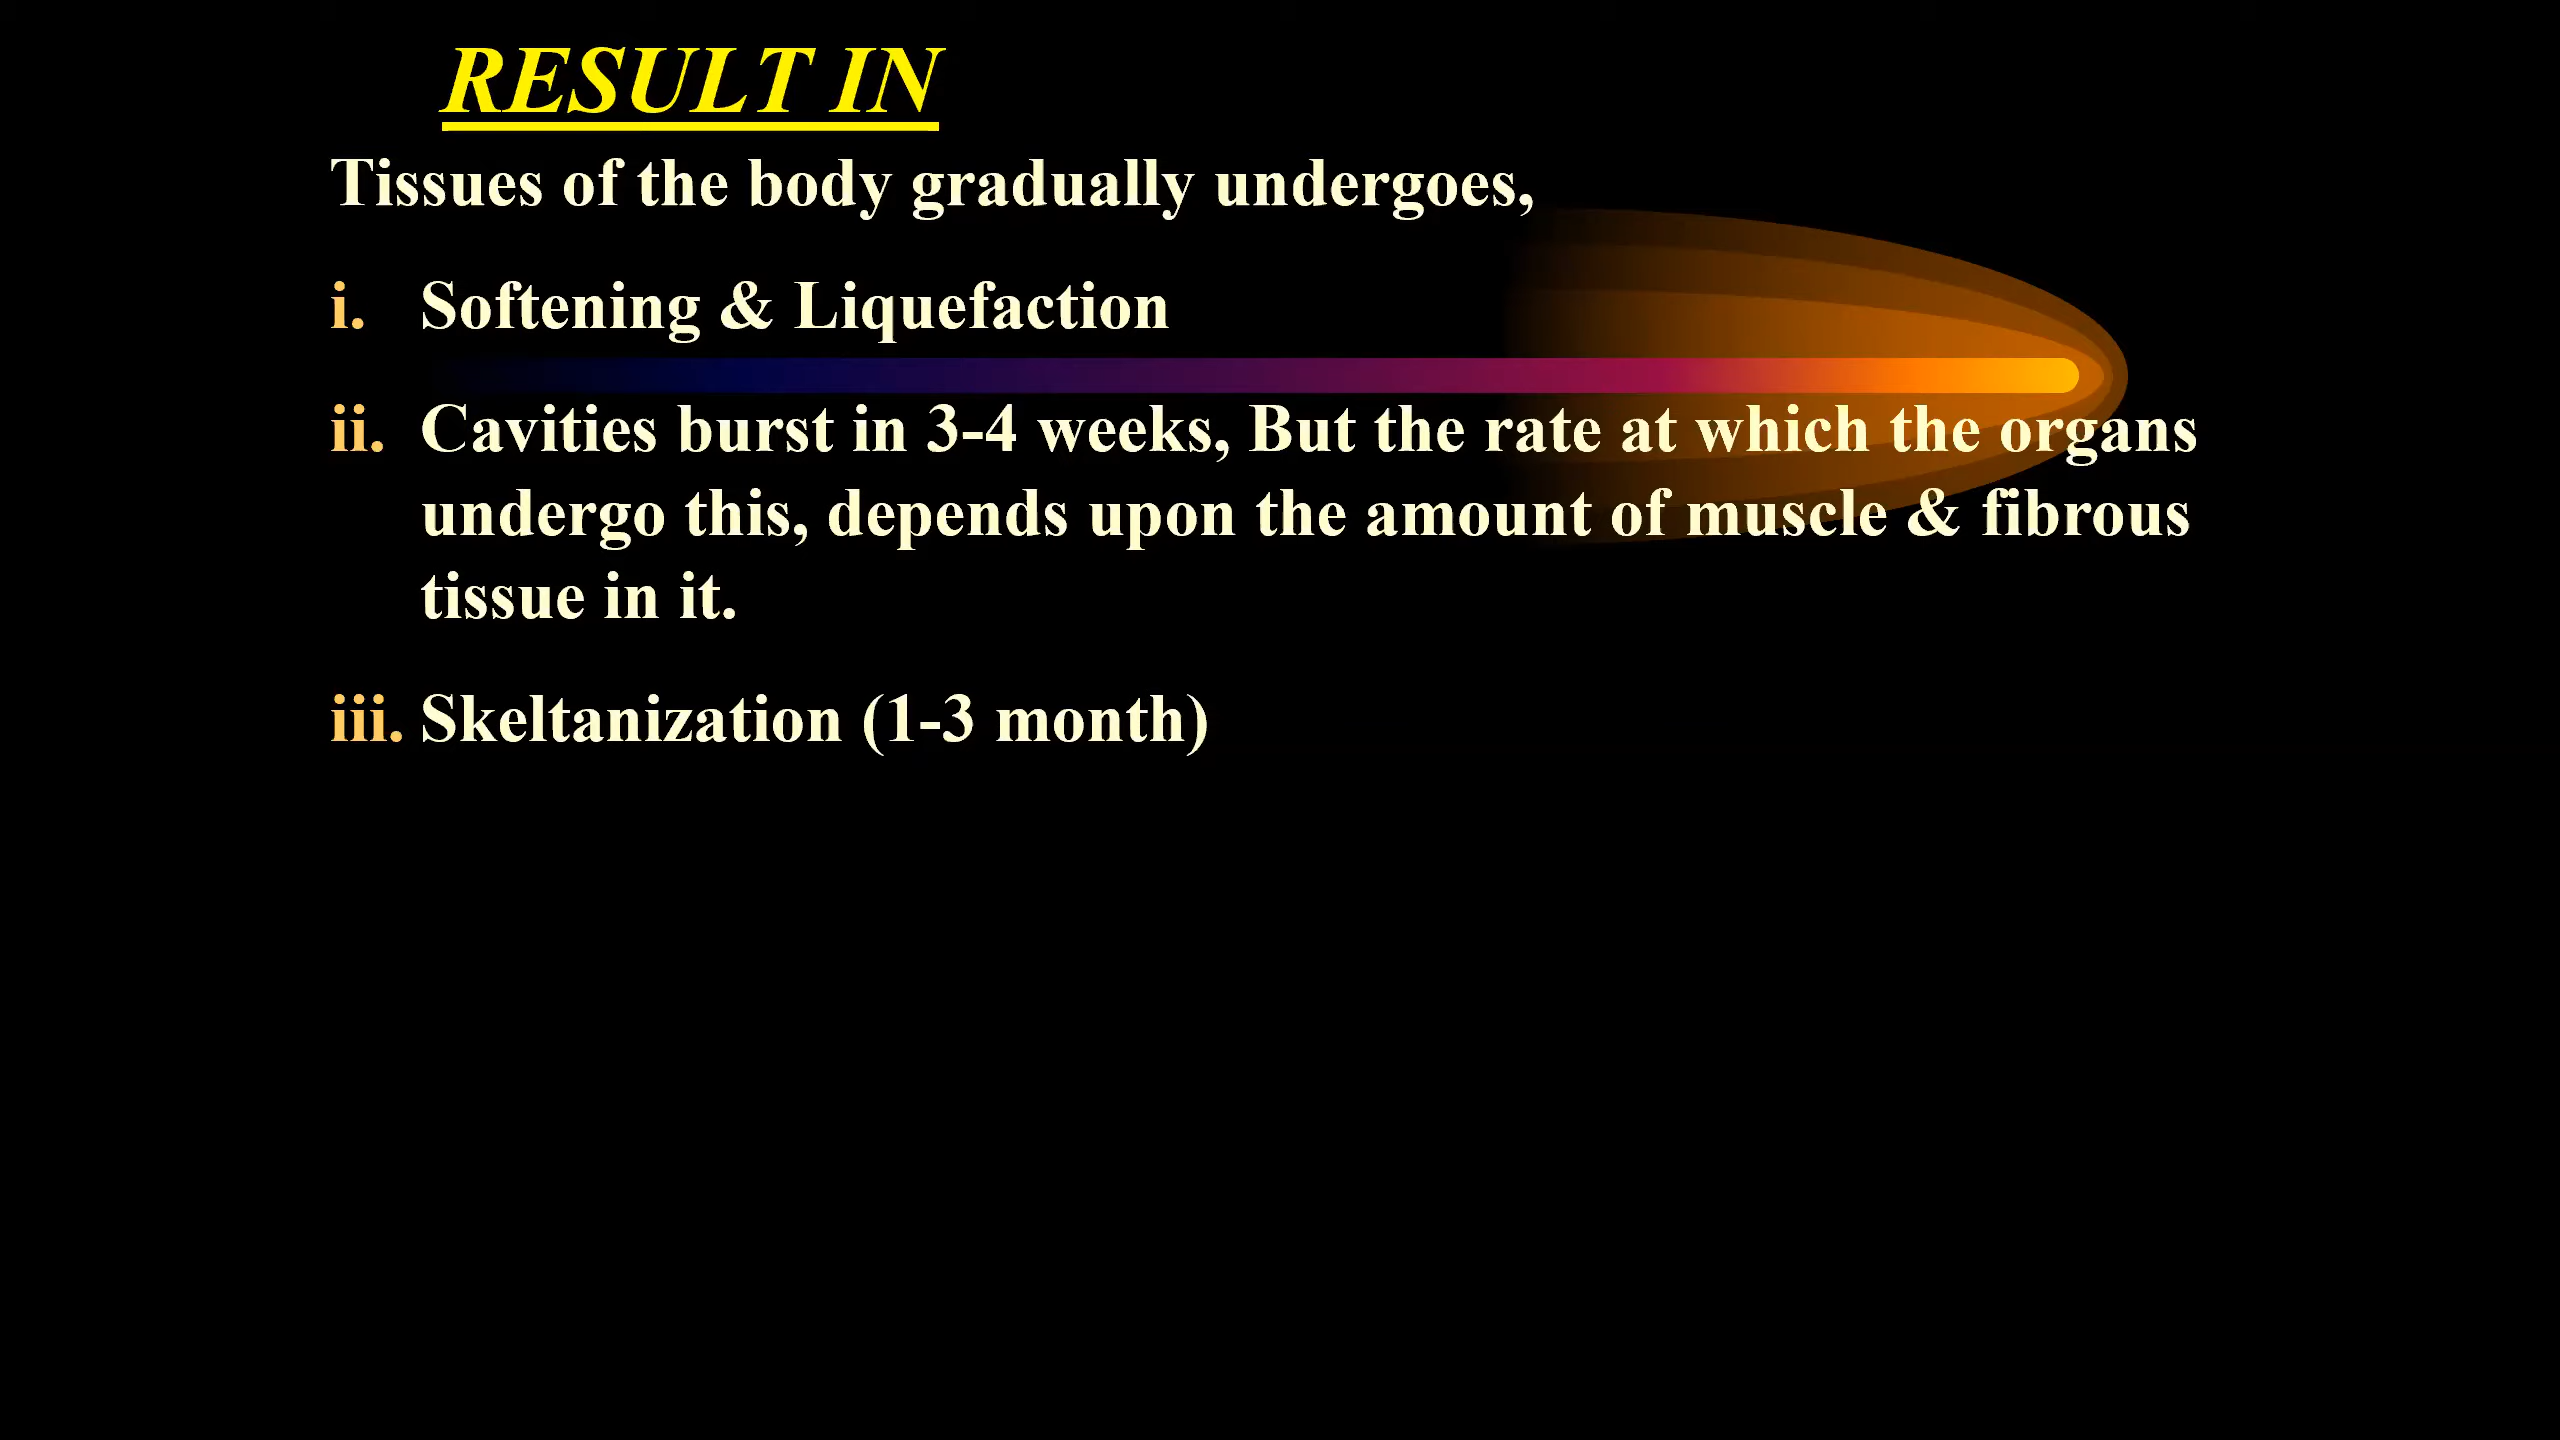 RESULT IN
Tissues of the body gradually undergoes,
i. Softening & Liquefaction
ii. Cavities burst in 3-4 weeks, But the rate at which the organs
undergo this, depends upon the amount of muscle & fibrous
tissue in it.
iii. Skeltanization (1-3 month)